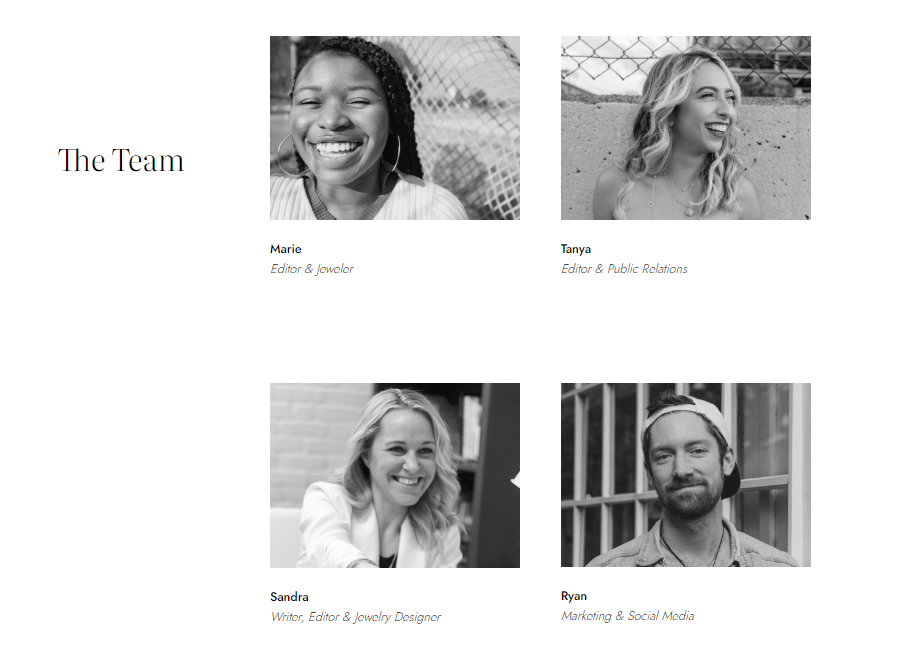 The Team
Marie
Editor & Jeweler
Tanya
Editor & Public Relations
Sandra
Writer, Editor & Jewelry Designer
Ryan
Marketing & Social Media